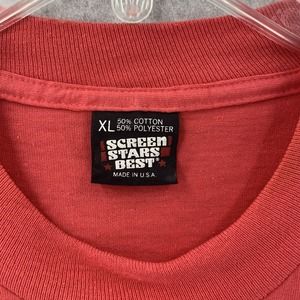 XL 50% COTTON
50% POLYESTER
SCREEN
STARS
BEST
MADE IN U.S.A.